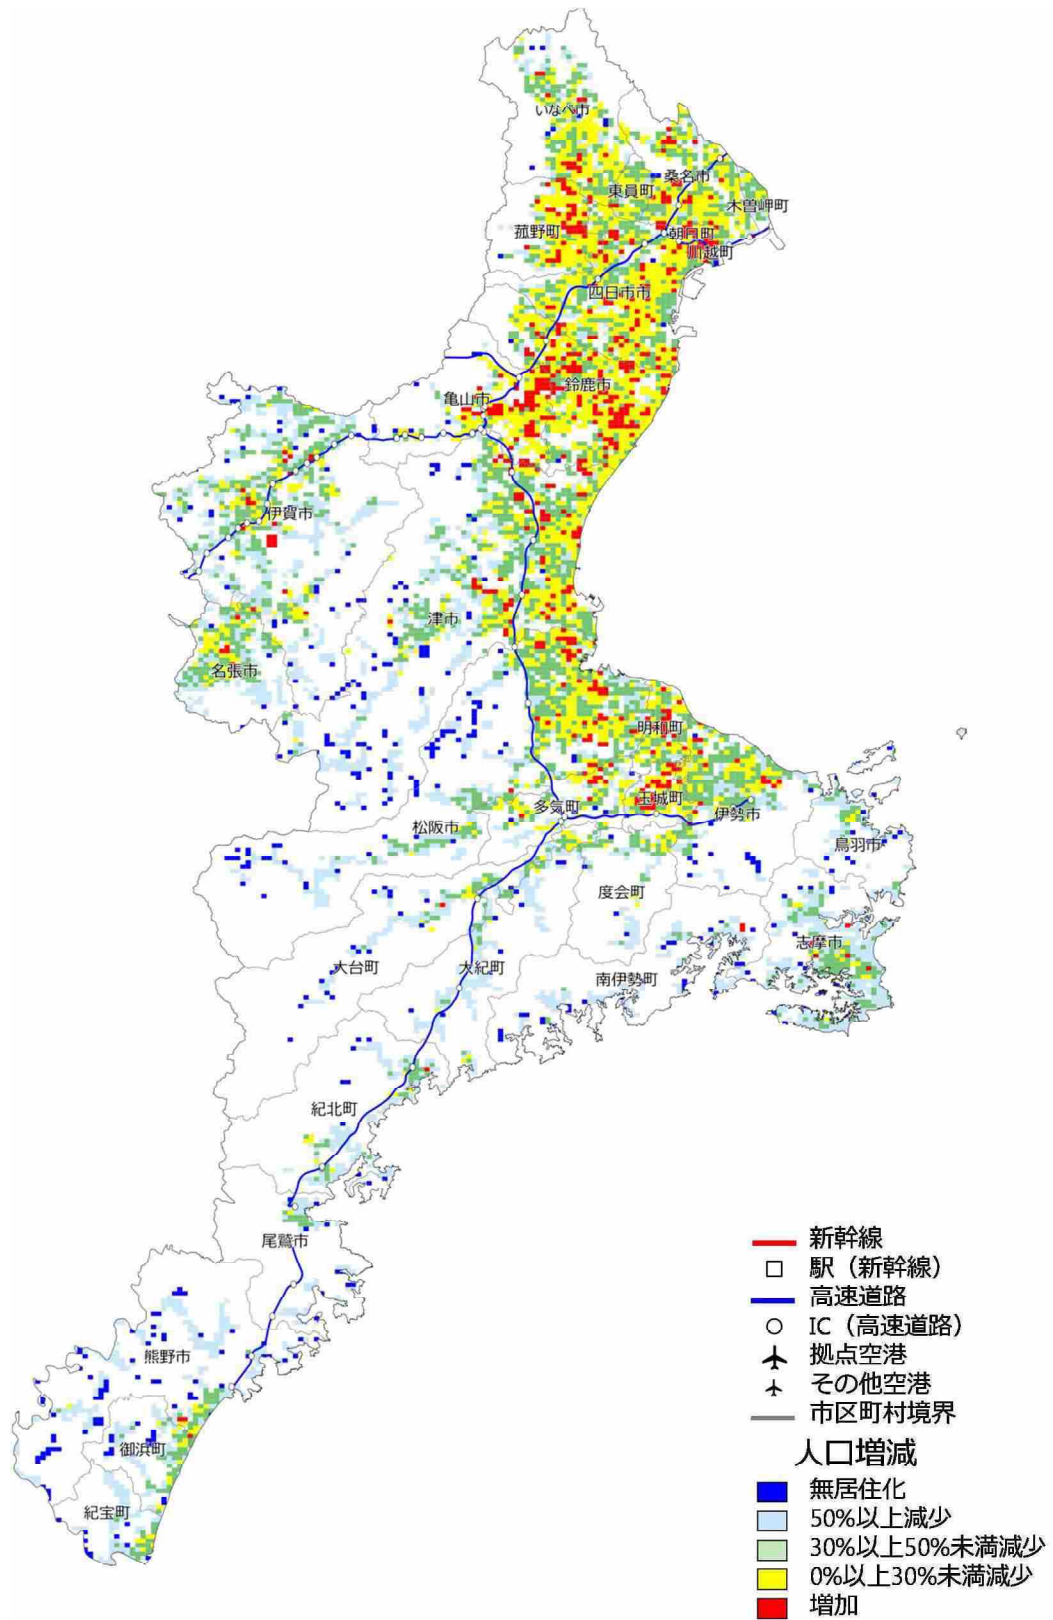 いなべ市
桑名市
東員町
木曽岬町
菰野町
朝日町
川越町
四日市市
鈴鹿市
亀山市
伊賀市
津市
名張市
明和町
玉城町
多気町
伊勢市
松阪市
鳥羽市
度会町
志摩市
大台町
大紀町
南伊勢町
紀北町
尾鷲市
熊野市
御浜町
紀宝町
新幹線
駅（新幹線）
高速道路
IC（高速道路）
拠点空港
その他空港
市区町村境界
人口増減
無居住化
50%以上減少
30%以上50%未満減少
0%以上30%未満減少
増加